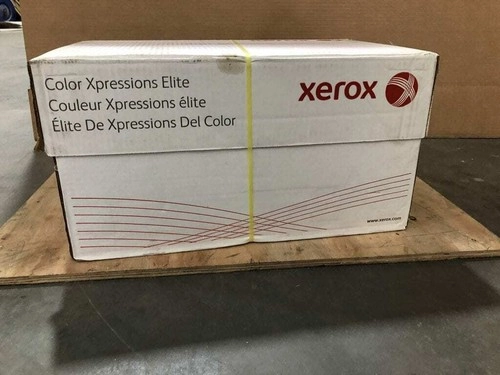 Color Xpressions Elite
Couleur Xpressions élite
Élite De Xpressions Del Color
xerox
www.xerox.com